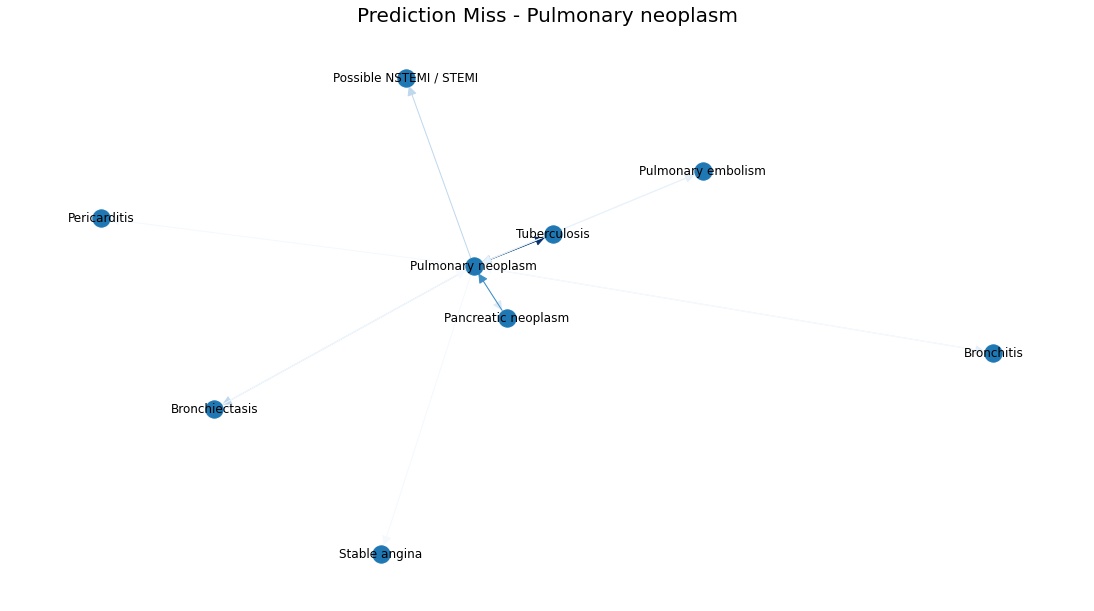 Prediction Miss - Pulmonary neoplasm
Possible NSTEMI / STEMI
Pulmonary embolism
Pericarditis
Tuberculosis
Pulmonary neoplasm
Pancreatic neoplasm
Bronchitis
Bronchiectasis
Stable angina